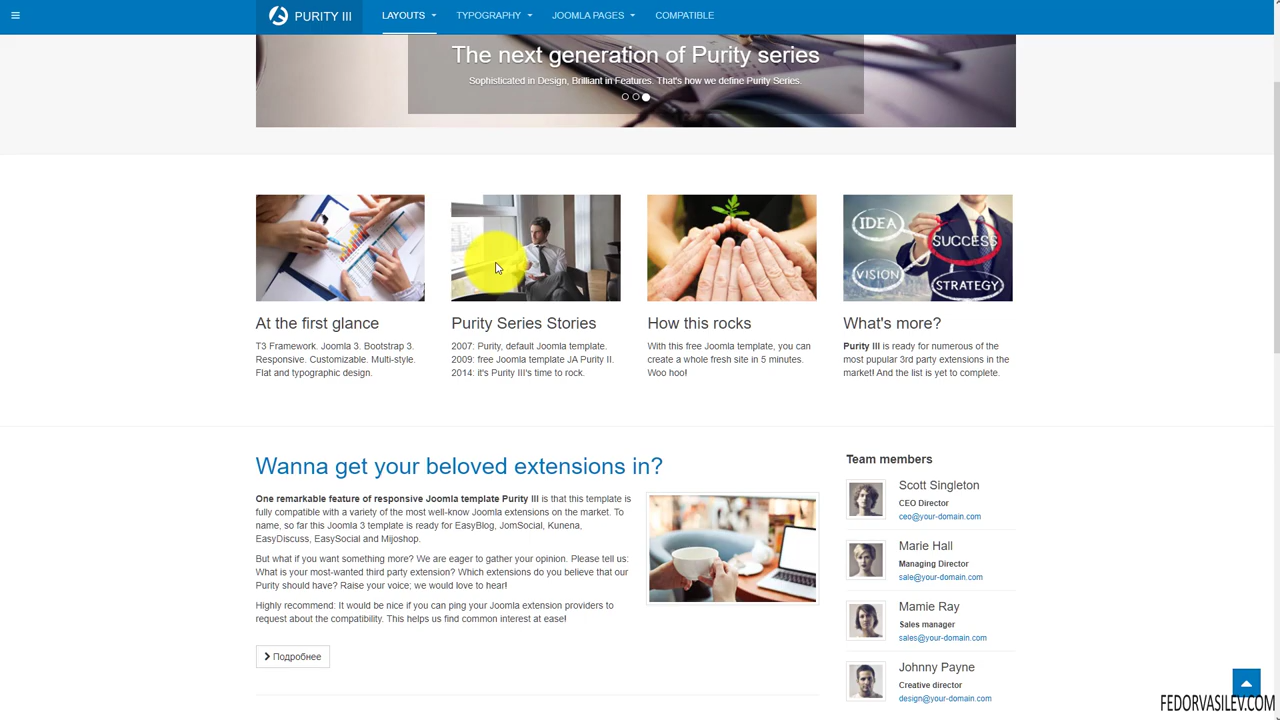 PURITY III
LAYOUTS
TYPOGRAPHY
JOOMLA PAGES
COMPATIBLE
The next generation of Purity series
Sophisticated in Design, Brilliant in Features. That's how we define Purity Series.
IDEA
SUCCESS
VISION
STRATEGY
At the first glance
T3 Framework. Joomla 3. Bootstrap 3.
Responsive. Customizable. Multi-style.
Flat and typographic design.
Purity Series Stories
2007: Purity, default Joomla template.
2009: free Joomla template JA Purity II.
2014: it's Purity III's time to rock.
How this rocks
With this free Joomla template, you can
create a whole fresh site in 5 minutes.
Woo hoo!
What's more?
Purity III is ready for numerous of the
most pupular 3rd party extensions in the
market! And the list is yet to complete.
Wanna get your beloved extensions in?
One remarkable feature of responsive Joomla template Purity III is that this template is
fully compatible with a variety of the most well-know Joomla extensions on the market. To
name, so far this Joomla 3 template is ready for EasyBlog, JomSocial, Kunena,
EasyDiscuss, EasySocial and Mijoshop.
But what if you want something more? We are eager to gather your opinion. Please tell us:
What is your most-wanted third party extension? Which extensions do you believe that our
Purity should have? Raise your voice; we would love to hear!
Highly recommend: It would be nice if you can ping your Joomla extension providers to
request about the compatibility. This helps us find common interest at ease!
Подробнее
Team members
Scott Singleton
CEO Director
ceo@your-domain.com
Marie Hall
Managing Director
sale@your-domain.com
Mamie Ray
Sales manager
sales@your-domain.com
Johnny Payne
Creative director
design@your-domain.com
FEDORVASILEV.COM